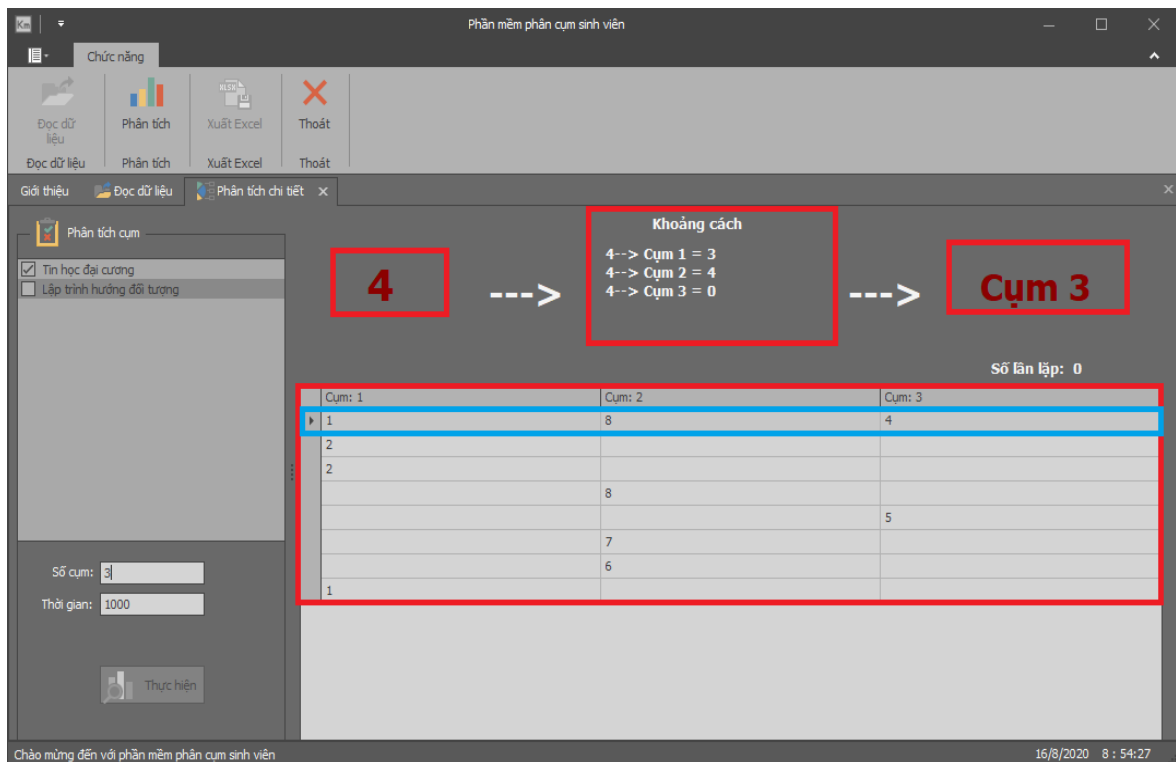 Km
Phần mềm phân cụm sinh viên
Chức năng
XLSX
Đọc dữ liệu
Phân tích
Xuất Excel
Thoát
Đọc dữ liệu
Phân tích
Xuất Excel
Thoát
Giới thiệu
Đọc dữ liệu
Phân tích chi tiết
Phân tích cụm
Tin học đại cương
Lập trình hướng đối tượng
Số cụm: 3
Thời gian: 1000
Thực hiện
4
--->
Khoảng cách
4--> Cụm 1 = 3
4--> Cụm 2 = 4
4--> Cụm 3 = 0
--->
Cụm 3
Số lần lặp: 0
Cụm: 1 Cụm: 2 Cụm: 3
1 8 4
2
2
8
5
7
6
1
Chào mừng đến với phần mềm phân cụm sinh viên
16/8/2020 8 : 54:27